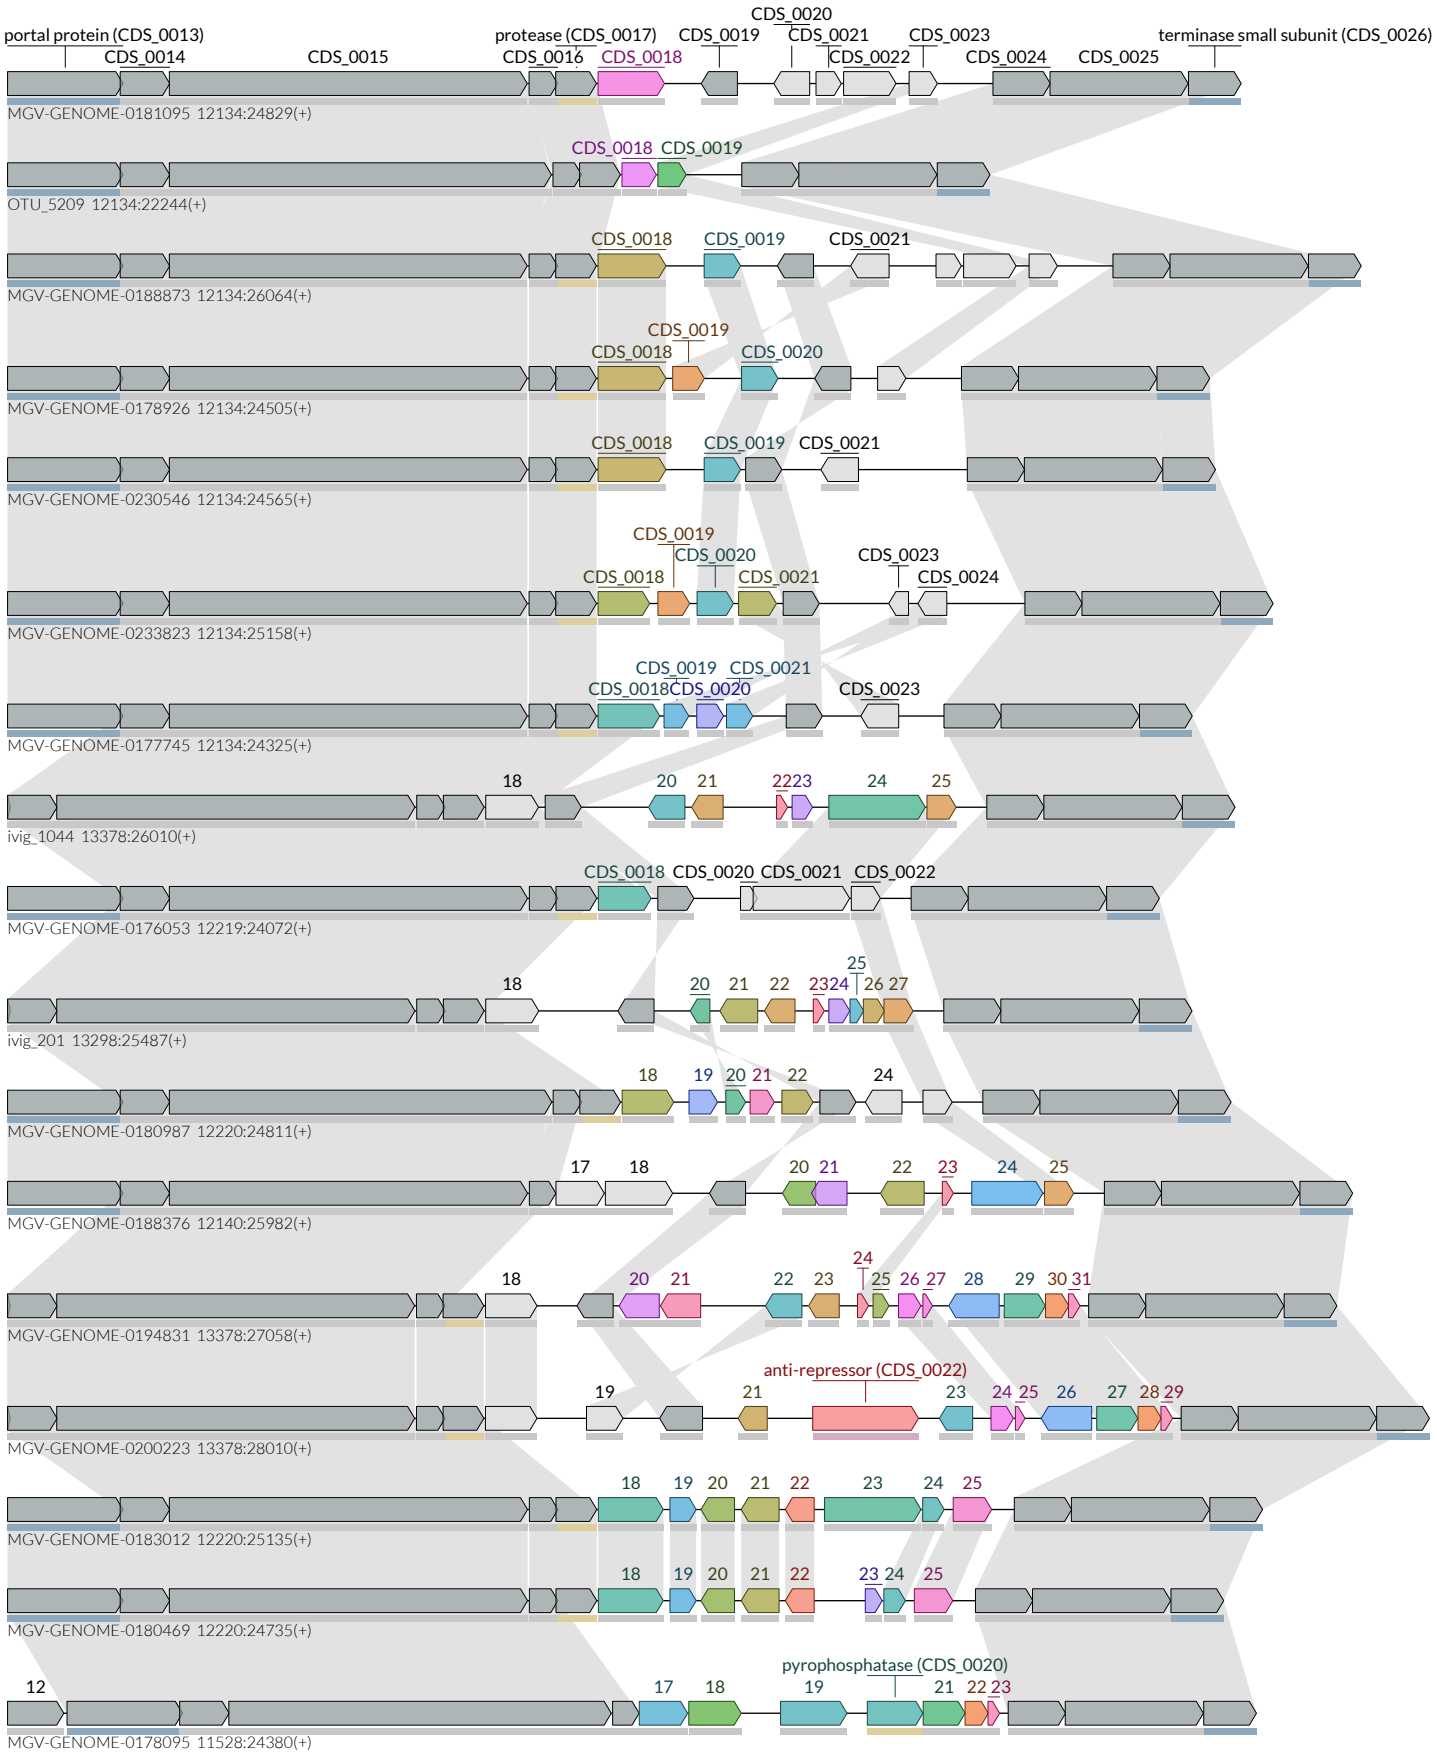 CDS_0020
portal protein (CDS_0013) protease (CDS_0017) CDS_0019 CDS_0021 CDS_0023 terminase small subunit (CDS_0026)
CDS_0014 CDS_0015 CDS_0016 CDS_0018 CDS_0022 CDS_0024 CDS_0025
MGV-GENOME-0181095 12134:24829(+)
CDS_0018 CDS_0019
OTU_5209 12134:22244(+)
CDS_0018 CDS_0019 CDS_0021
MGV-GENOME-0188873 12134:26064(+)
CDS_0019
CDS_0018 CDS_0020
MGV-GENOME-0178926 12134:24505(+)
CDS_0018 CDS_0019 CDS_0021
MGV-GENOME-0230546 12134:24565(+)
CDS_0019
CDS_0020 CDS_0023
CDS_0018 CDS_0021 CDS_0024
MGV-GENOME-0233823 12134:25158(+)
CDS_0019 CDS_0021
CDS_0018 CDS_0020 CDS_0023
MGV-GENOME-0177745 12134:24325(+)
18 20 21 22 23 24 25
ivig_1044 13378:26010(+)
CDS_0018 CDS_0020 CDS_0021 CDS_0022
MGV-GENOME-0176053 12219:24072(+)
25
18 20 21 22 23 24 26 27
ivig_201 13298:25487(+)
18 19 20 21 22 24
MGV-GENOME-0180987 12220:24811(+)
17 18 20 21 22 23 24 25
MGV-GENOME-0188376 12140:25982(+)
24
18 20 21 22 23 25 26 27 28 29 30 31
MGV-GENOME-0194831 13378:27058(+)
anti-repressor (CDS_0022)
19 21 23 24 25 26 27 28 29
MGV-GENOME-0200223 13378:28010(+)
18 19 20 21 22 23 24 25
MGV-GENOME-0183012 12220:25135(+)
18 19 20 21 22 23 24 25
MGV-GENOME-0180469 12220:24735(+)
pyrophosphatase (CDS_0020)
12 17 18 19 21 22 23
MGV-GENOME-0178095 11528:24380(+)